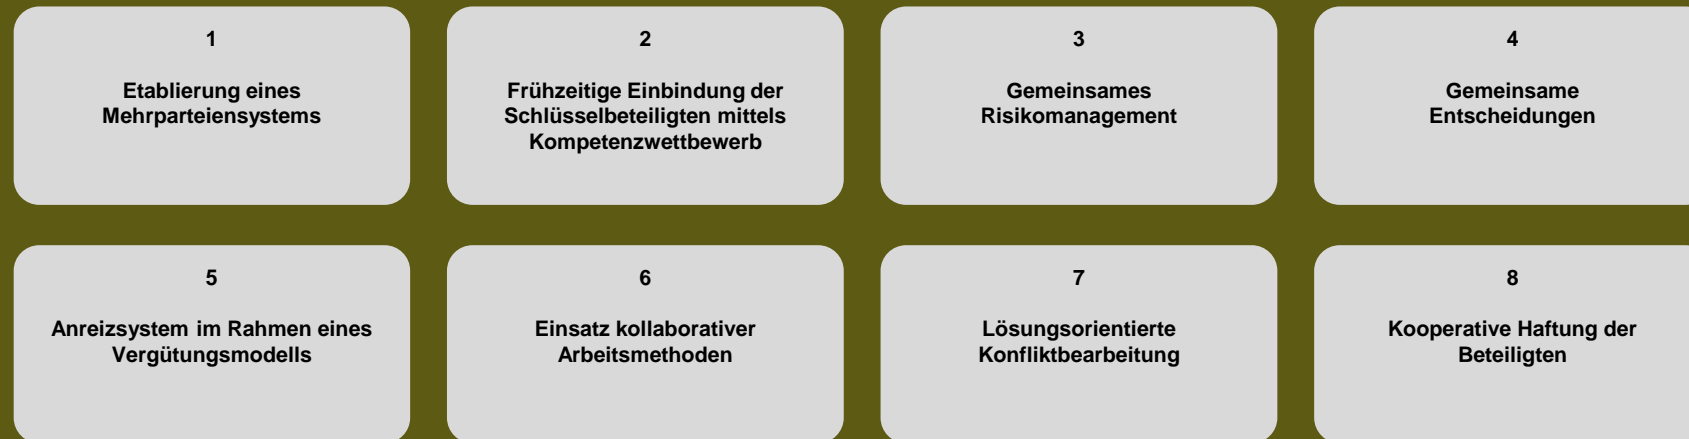 1
Etablierung eines
Mehrparteiensystems
2
Frühzeitige Einbindung der
Schlüsselbeteiligten mittels
Kompetenzwettbewerb
3
Gemeinsames
Risikomanagement
4
Gemeinsame
Entscheidungen
5
Anreizsystem im Rahmen eines
Vergütungsmodells
6
Einsatz kollaborativer
Arbeitsmethoden
7
Lösungsorientierte
Konfliktbearbeitung
8
Kooperative Haftung der
Beteiligten